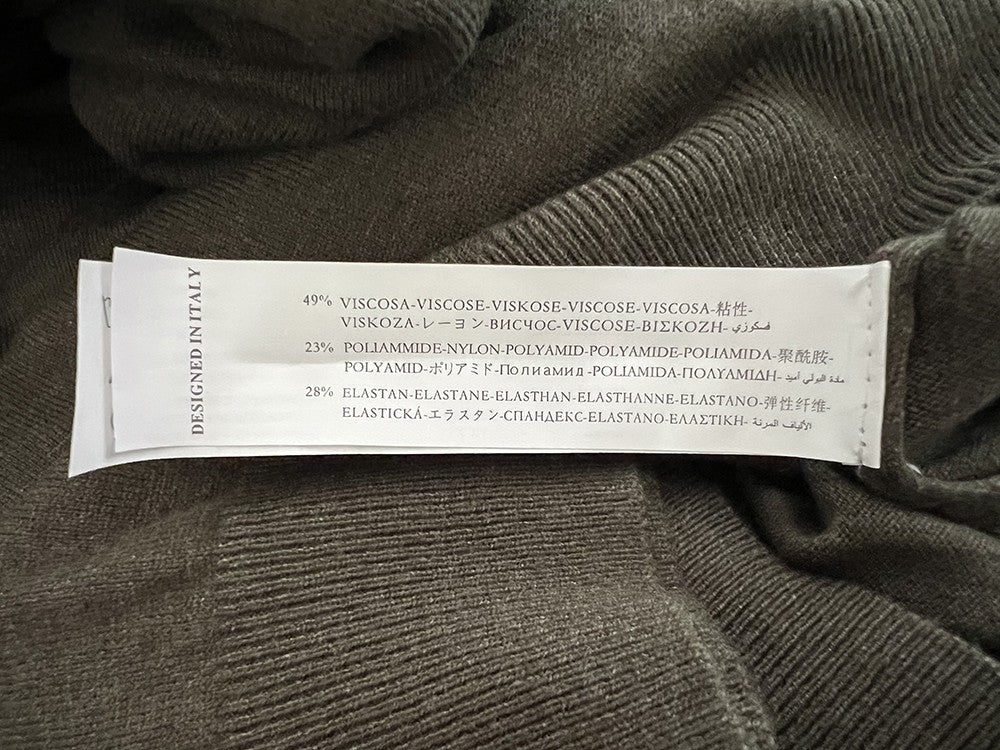 DESIGNED IN ITALY
49% VISCOSA-VISCOSE-VISKOSE-VISCOSE-VISCOSA-粘性-
VISKOZA-レーヨン-ВИСЧОС-VISCOSE-ΒΙΣΚΟΖΗ- فسكوزي
23% POLIAMMIDE-NYLON-POLYAMID-POLYAMIDE-POLIAMIDA-聚酰胺-
POLYAMID-ポリアミド-Полиамид-POLIAMIDA-ΠΟΛΥΑΜΙΔΗ- مادة البولي أميد
28% ELASTAN-ELASTANE-ELASTHAN-ELASTHANNE-ELASTANO-弹性纤维-
ELASTICKÁ-エラスタン-СПАНДЕКС-ELASTANO-ΕΛΑΣΤΙΚΗ- الألياف المرنة